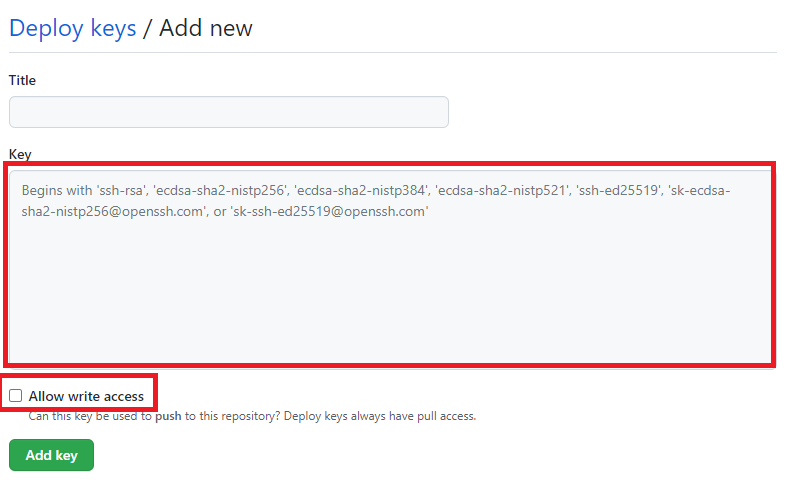 Deploy keys / Add new
Title
Key
Begins with 'ssh-rsa', 'ecdsa-sha2-nistp256', 'ecdsa-sha2-nistp384', 'ecdsa-sha2-nistp521', 'ssh-ed25519', 'sk-ecdsa-
sha2-nistp256@openssh.com', or 'sk-ssh-ed25519@openssh.com'
Allow write access
Can this key be used to push to this repository? Deploy keys always have pull access.
Add key